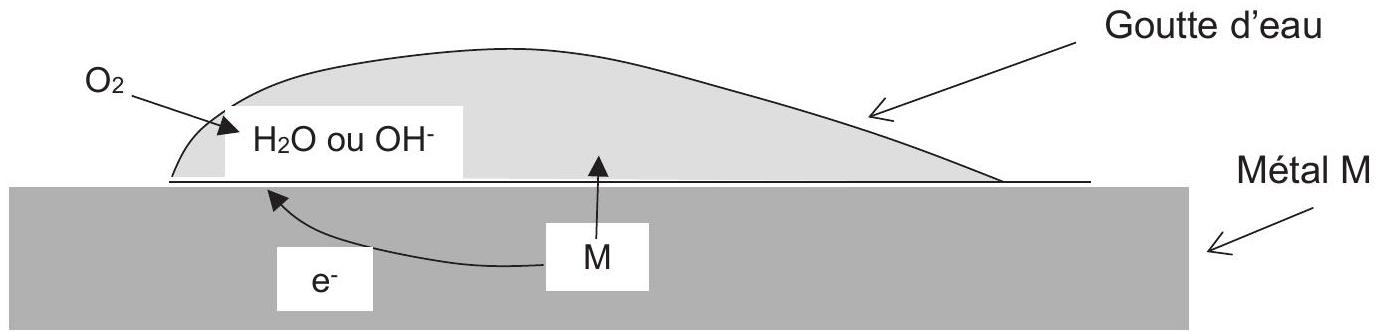 Goutte d'eau
O₂
H₂O ou OH⁻
Métal M
M
e⁻